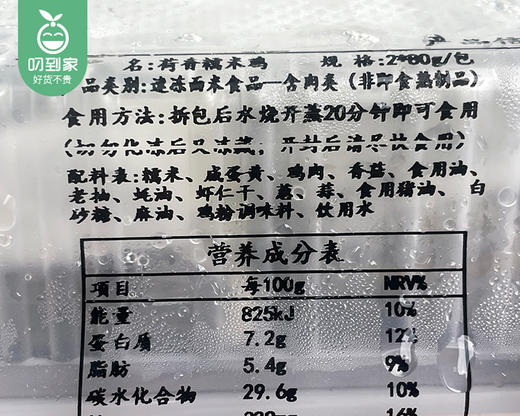 叨到家
好货不贵
名:荷香糯米鸡 规格:2*80g/包
品类别:速冻面米食品—含肉类(非即食熟制品)
食用方法:拆包后水烧开蒸20分钟即可食用
(切勿化冻后又冻藏,开封后请尽快食用)
配料表:糯米、咸蛋黄、鸡肉、香菇、食用油、
老抽、蚝油、虾仁干、葱、蒜、食用猪油、白
砂糖、麻油、鸡粉调味料、饮用水
营养成分表
项目 每100g NRV%
能量 825kJ 10%
蛋白质 7.2g 12%
脂肪 5.4g 9%
碳水化合物 29.6g 10%
16%